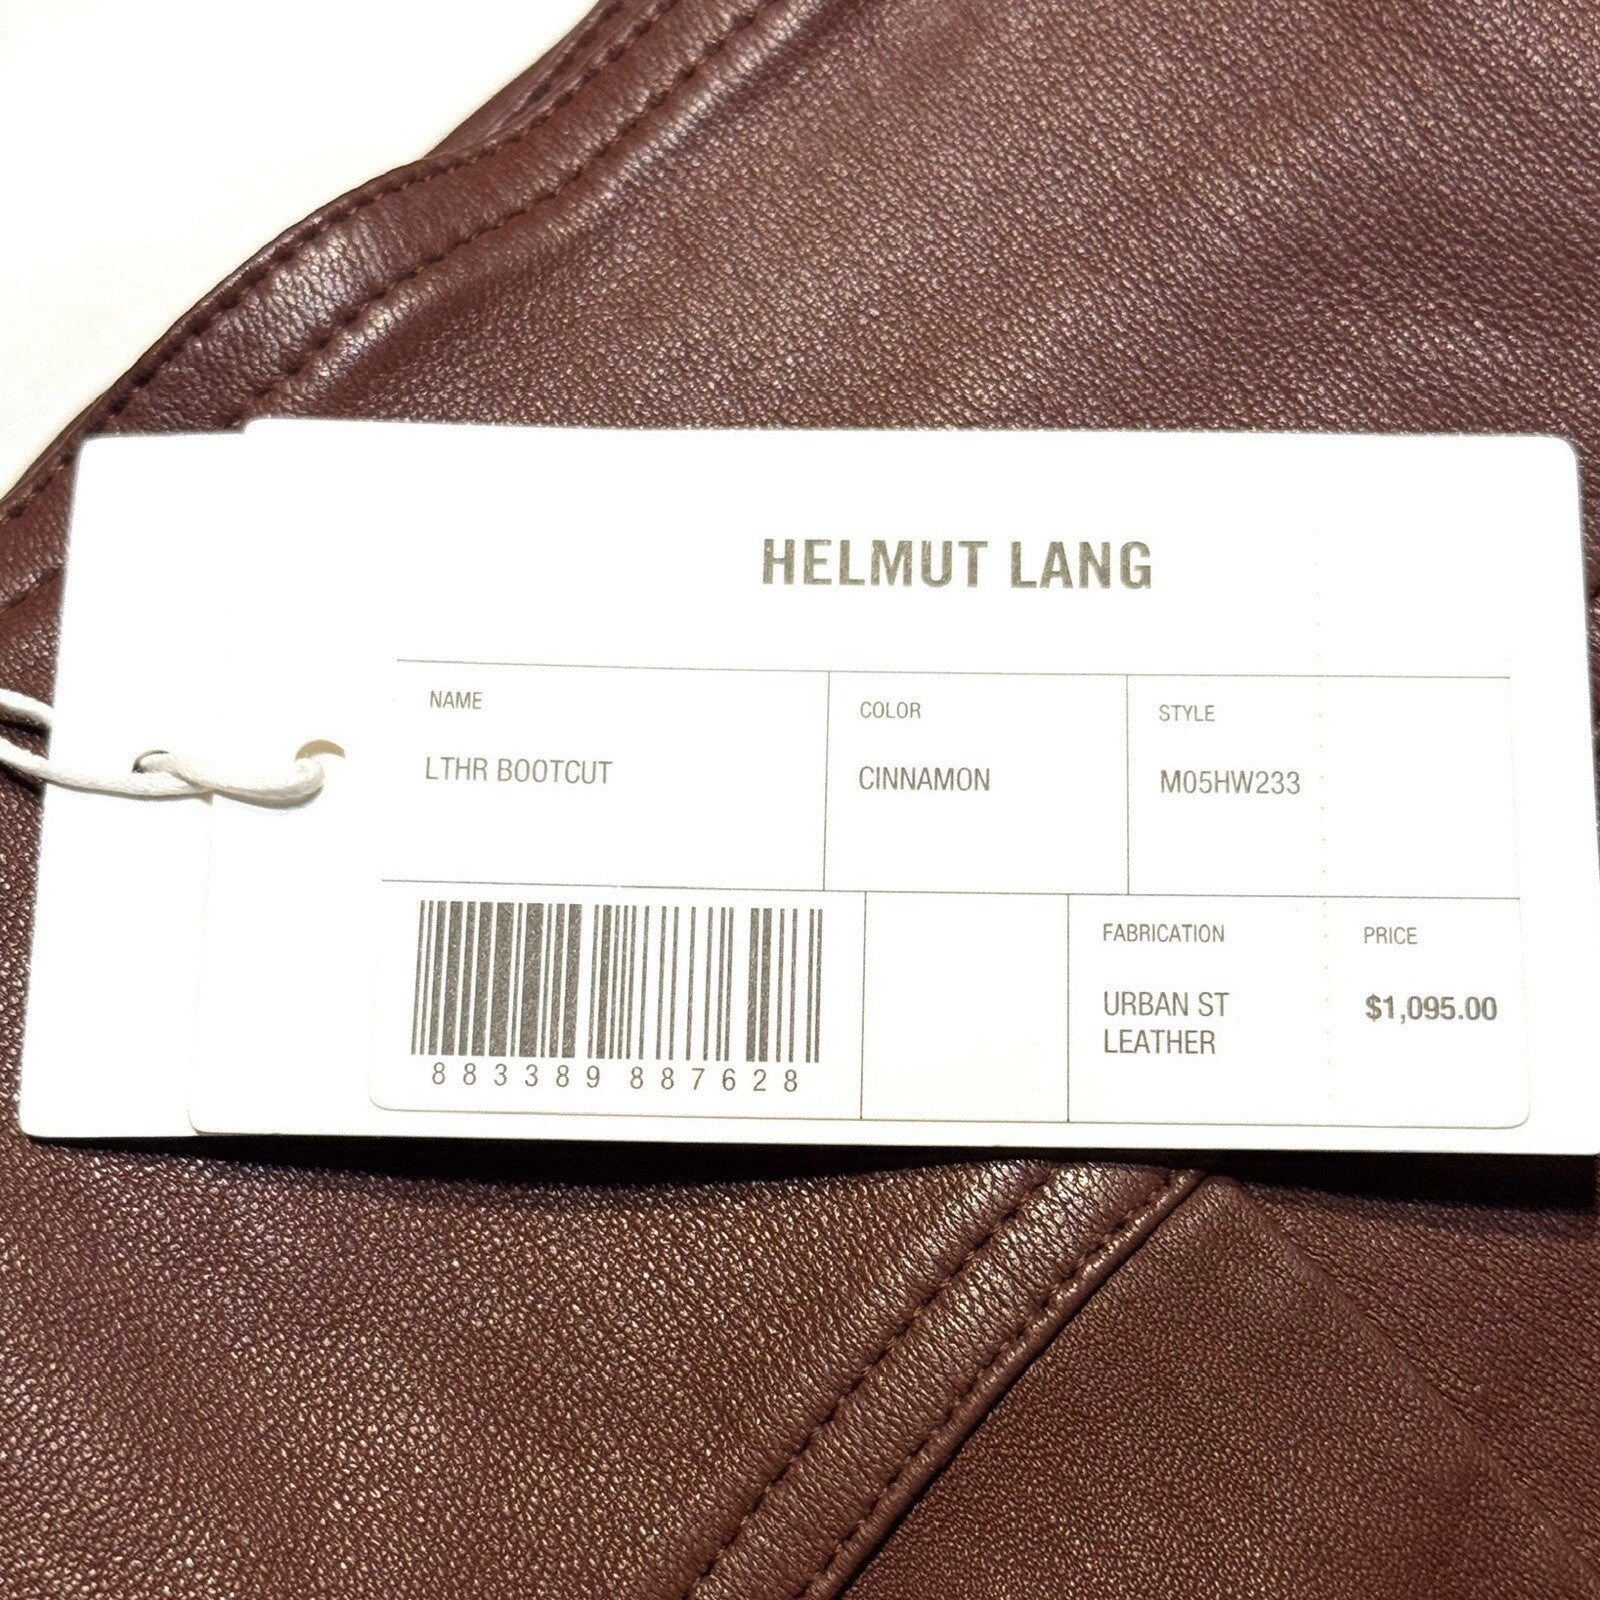 HELMUT LANG
NAME
LTHR BOOTCUT
COLOR
CINNAMON
STYLE
M05HW233
883389 887628
FABRICATION
URBAN ST
LEATHER
PRICE
$1,095.00